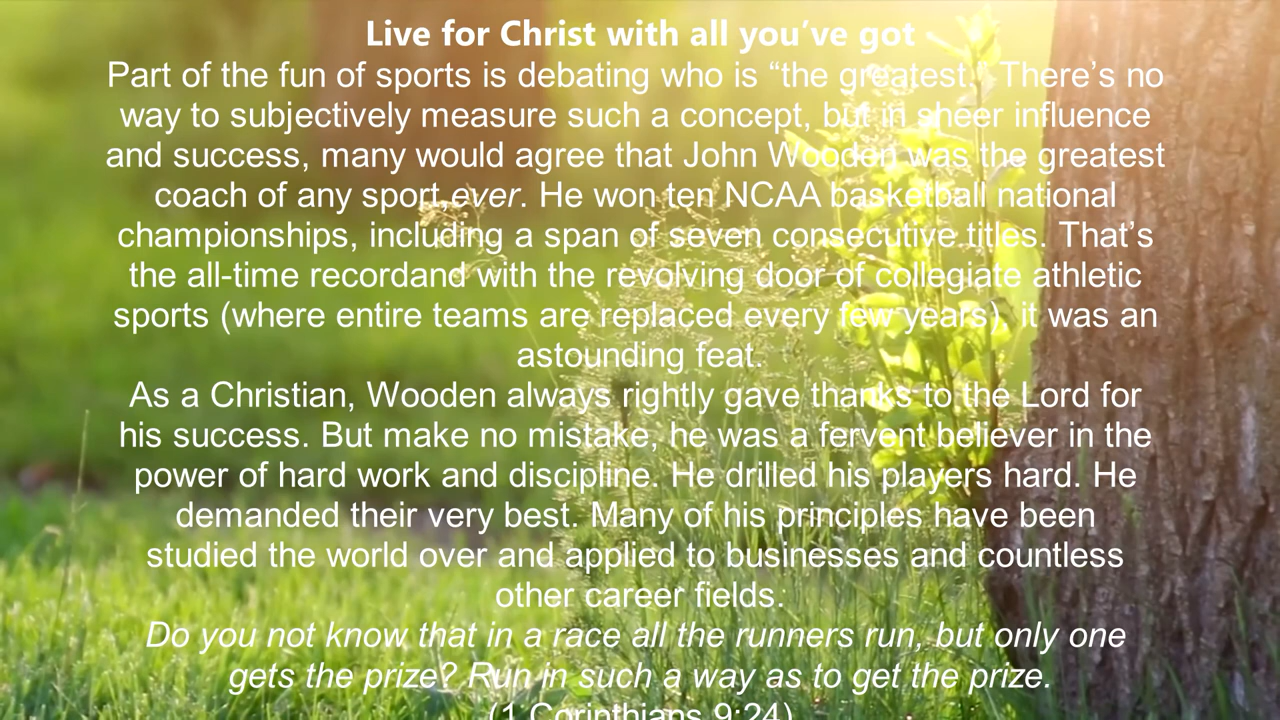 Live for Christ with all you’ve got
Part of the fun of sports is debating who is “the greatest.” There’s no
way to subjectively measure such a concept, but in sheer influence
and success, many would agree that John Wooden was the greatest
coach of any sport,ever. He won ten NCAA basketball national
championships, including a span of seven consecutive titles. That’s
the all-time recordand with the revolving door of collegiate athletic
sports (where entire teams are replaced every few years), it was an
astounding feat.
As a Christian, Wooden always rightly gave thanks to the Lord for
his success. But make no mistake, he was a fervent believer in the
power of hard work and discipline. He drilled his players hard. He
demanded their very best. Many of his principles have been
studied the world over and applied to businesses and countless
other career fields.
Do you not know that in a race all the runners run, but only one
gets the prize? Run in such a way as to get the prize.
(1 Corinthians 9:24)